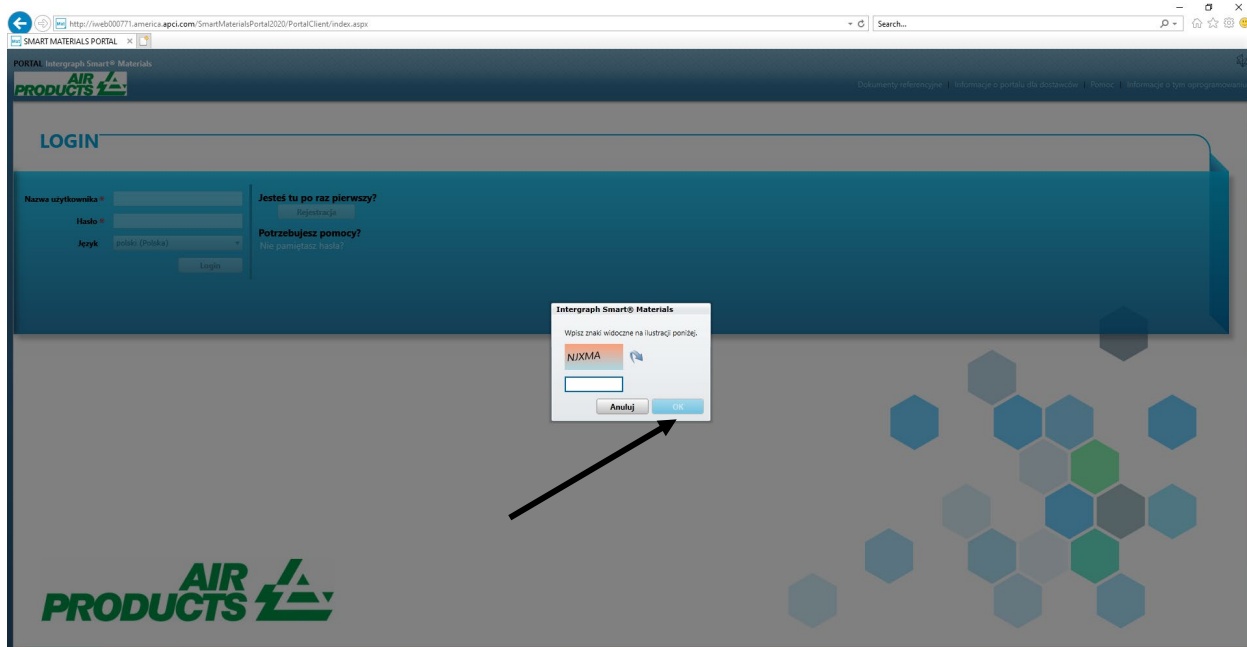 http://iweb000771.america.apci.com/SmartMaterialsPortal2020/PortalClient/index.aspx
Search...
SMART MATERIALS PORTAL
PORTAL Intergraph Smart® Materials
AIR
PRODUCTS
Dokumenty referencyjne | Informacje o portalu dla dostawców | Pomoc | Informacje o tym oprogramowaniu
LOGIN
Nazwa użytkownika
Hasło
Język polski (Polska)
Login
Jesteś tu po raz pierwszy?
Rejestracja
Potrzebujesz pomocy?
Nie pamiętasz hasła?
Intergraph Smart® Materials
Wpisz znaki widoczne na ilustracji poniżej.
NJXMA
Anuluj OK
AIR
PRODUCTS